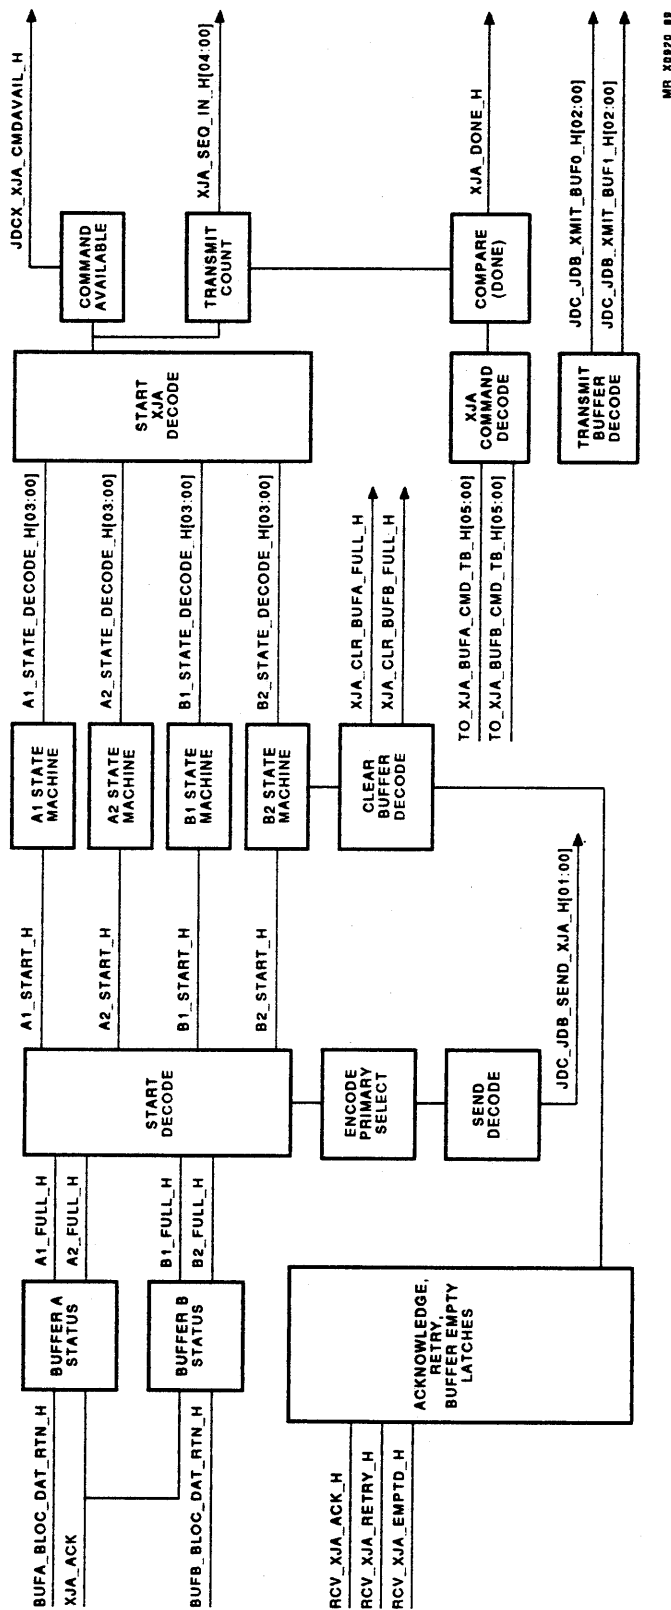 BUFA_BLOC_DAT_RTN_H
XJA_ACK
BUFB_BLOC_DAT_RTN_H
RCV_XJA_ACK_H
RCV_XJA_RETRY_H
RCV_XJA_EMPTD_H
BUFFER A
STATUS
BUFFER B
STATUS
ACKNOWLEDGE,
RETRY,
BUFFER EMPTY
LATCHES
A1_FULL_H
A2_FULL_H
B1_FULL_H
B2_FULL_H
START
DECODE
ENCODE
PRIMARY
SELECT
SEND
DECODE
JDC_JDB_SEND_XJA_H[01:00]
A1_START_H
A2_START_H
B1_START_H
B2_START_H
A1 STATE
MACHINE
A2 STATE
MACHINE
B1 STATE
MACHINE
B2 STATE
MACHINE
CLEAR
BUFFER
DECODE
XJA_CLR_BUFA_FULL_H
XJA_CLR_BUFB_FULL_H
A1_STATE_DECODE_H[03:00]
A2_STATE_DECODE_H[03:00]
B1_STATE_DECODE_H[03:00]
B2_STATE_DECODE_H[03:00]
TO_XJA_BUFA_CMD_TB_H[05:00]
TO_XJA_BUFB_CMD_TB_H[05:00]
START
XJA
DECODE
XJA
COMMAND
DECODE
TRANSMIT
BUFFER
DECODE
COMMAND
AVAILABLE
TRANSMIT
COUNT
COMPARE
(DONE)
JDCX_XJA_CMDAVAIL_H
XJA_SEQ_IN_H[04:00]
XJA_DONE_H
JDC_JDB_XMIT_BUF0_H[02:00]
JDC_JDB_XMIT_BUF1_H[02:00]
MR_X0920_89